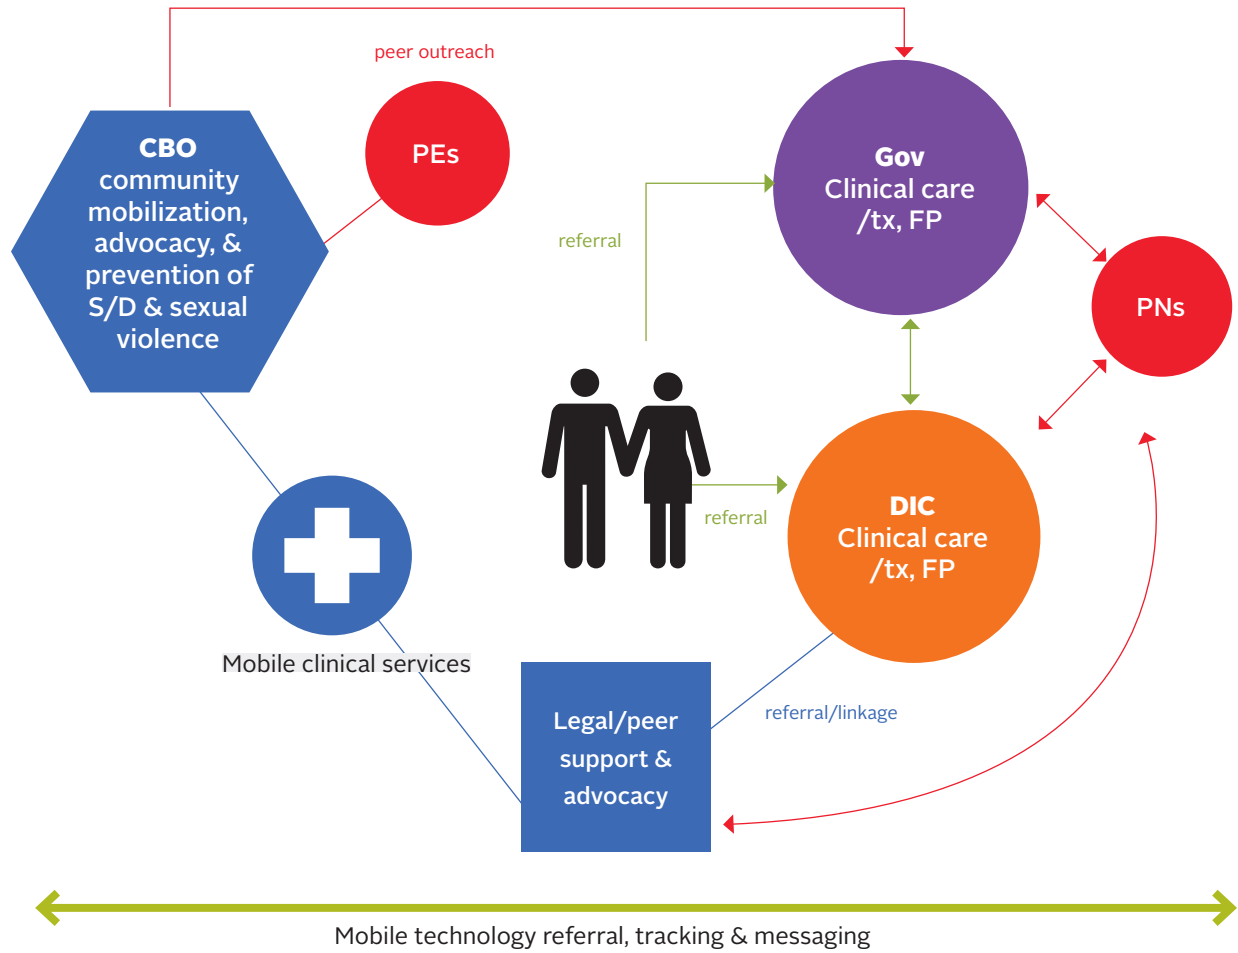 peer outreach
PEs
CBO
community
mobilization,
advocacy, &
prevention of
S/D & sexual
violence
Gov
Clinical care
/tx, FP
referral
PNs
referral
DIC
Clinical care
/tx, FP
Mobile clinical services
Legal/peer
support &
advocacy
referral/linkage
Mobile technology referral, tracking & messaging